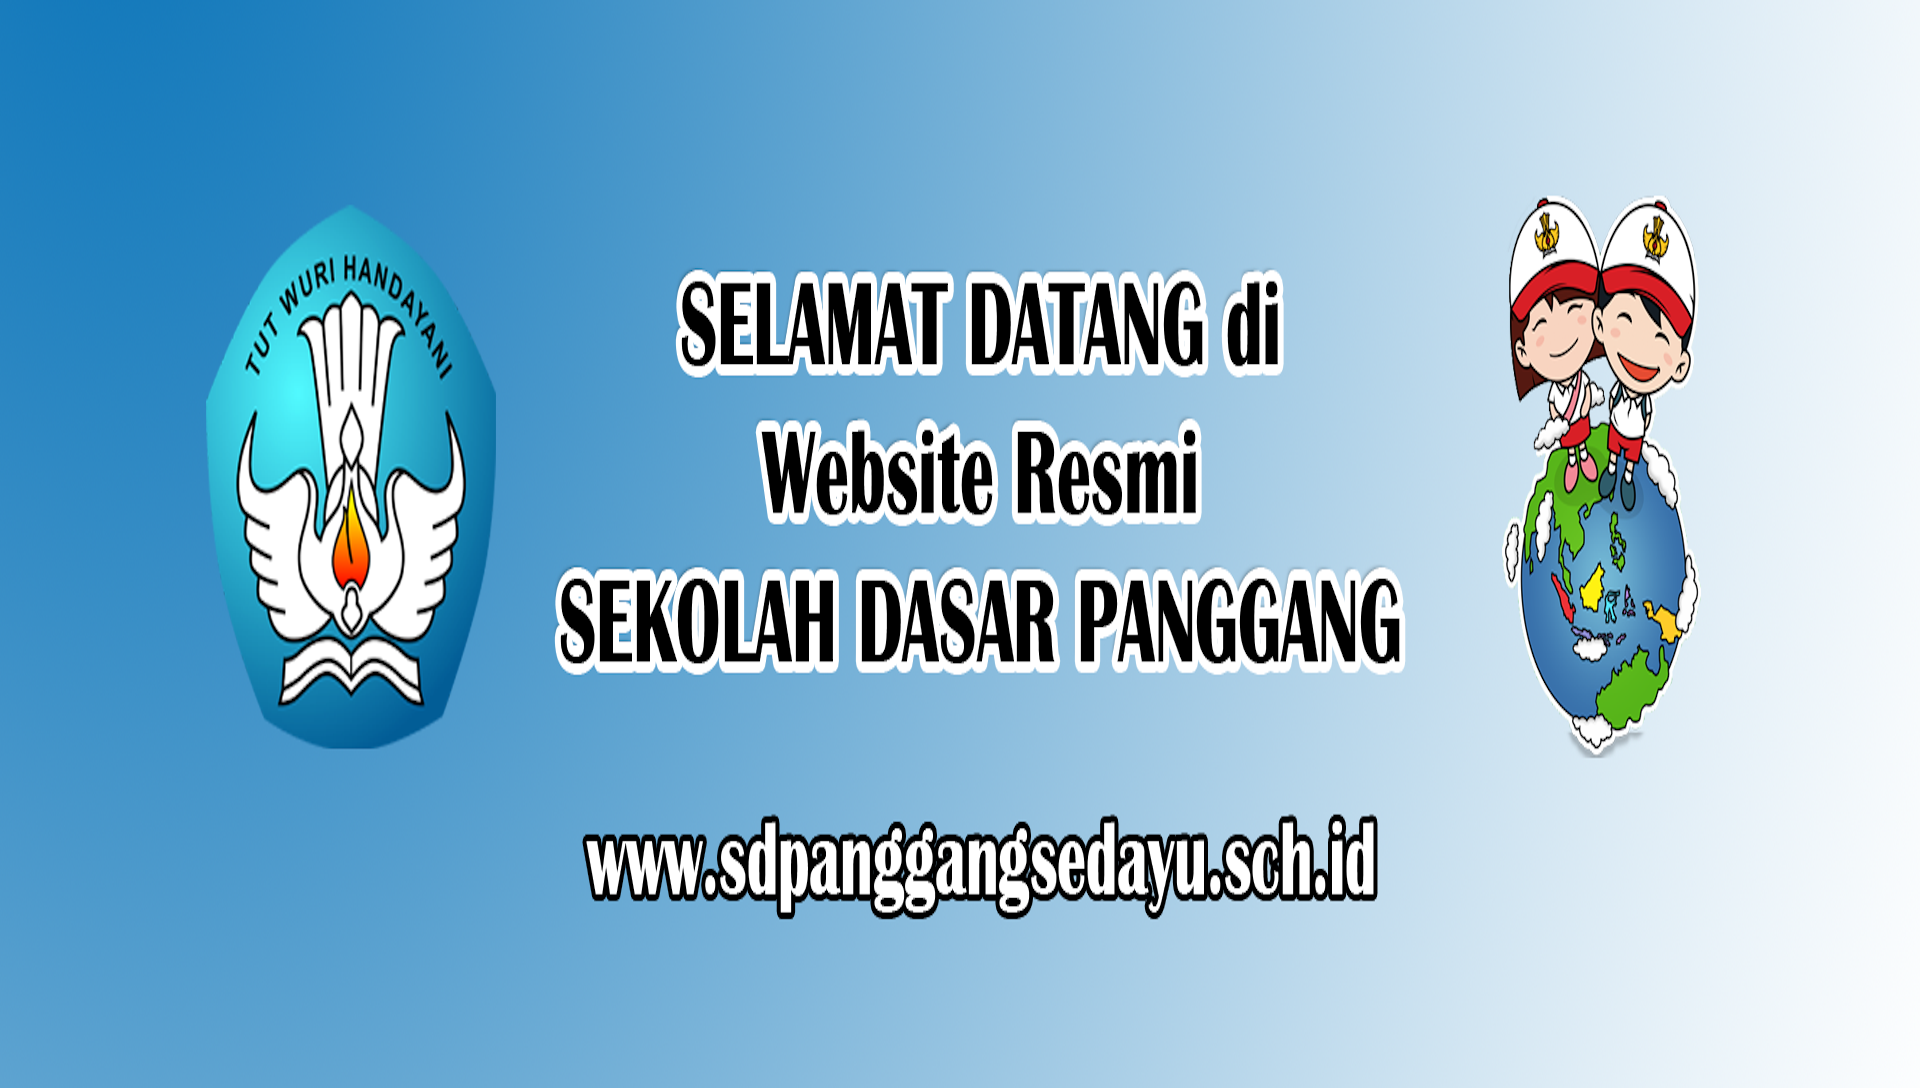 TUT WURI HANDAYANI
SELAMAT DATANG di
Website Resmi
SEKOLAH DASAR PANGGANG
www.sdpanggangsedayu.sch.id